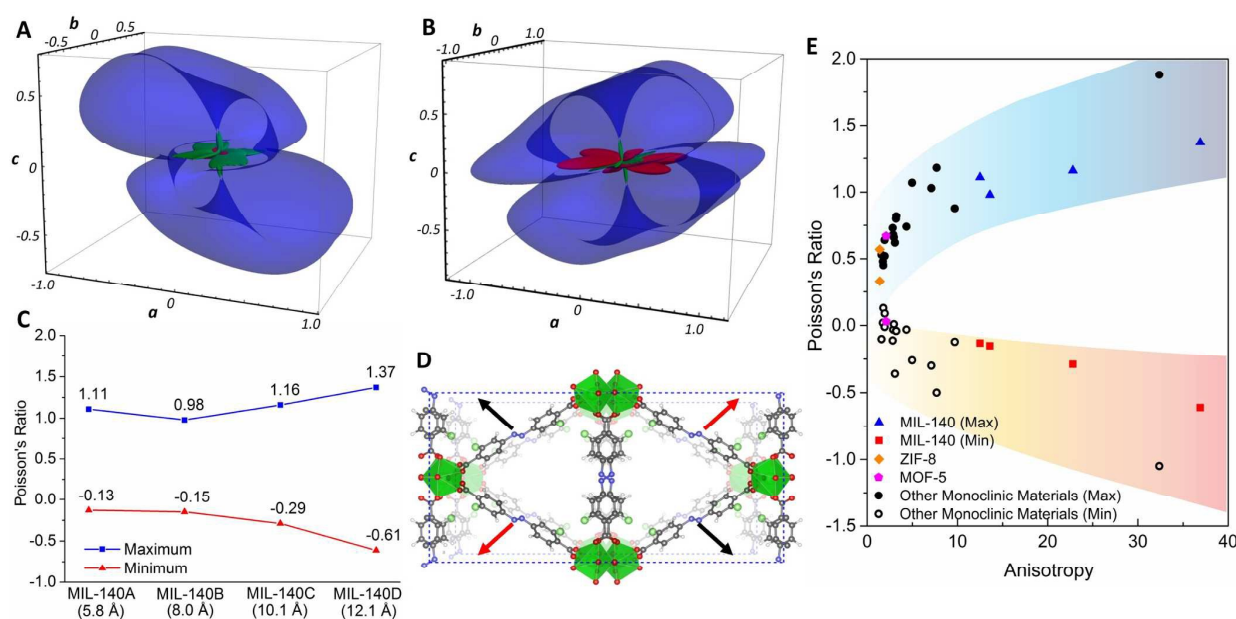 A
b
-0.5
0
0.5
0.5
c
0
-0.5
-1.0
0
a
1.0
B
b
-1.0
0
1.0
0.5
c
0
-0.5
-1.0
0
a
1.0
C
2.0
1.5
1.0
0.5
0.0
-0.5
1.0
Poisson's Ratio
1.11
0.98
1.16
1.37
-0.13
-0.15
-0.29
-0.61
Maximum
Minimum
MIL-140A
(5.8 Å)
MIL-140B
(8.0 Å)
MIL-140C
(10.1 Å)
MIL-140D
(12.1 Å)
D
E
2.0
1.5
1.0
0.5
0.0
-0.5
-1.0
-1.5
Poisson's Ratio
MIL-140 (Max)
MIL-140 (Min)
ZIF-8
MOF-5
Other Monoclinic Materials (Max)
Other Monoclinic Materials (Min)
0
10
20
30
40
Anisotropy